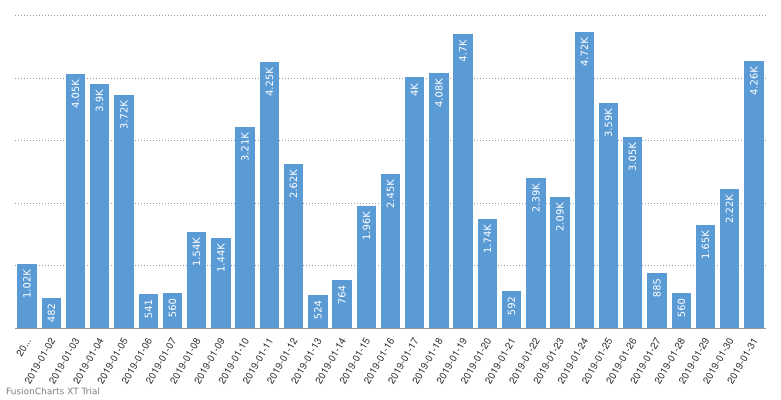 1.02K
482
4.05K
3.9K
3.72K
541
560
1.54K
1.44K
3.21K
4.25K
2.62K
524
764
1.96K
2.45K
4K
4.08K
4.7K
1.74K
592
2.39K
2.09K
4.72K
3.59K
3.05K
885
560
1.65K
2.22K
4.26K
20...
2019-01-02
2019-01-03
2019-01-04
2019-01-05
2019-01-06
2019-01-07
2019-01-08
2019-01-09
2019-01-10
2019-01-11
2019-01-12
2019-01-13
2019-01-14
2019-01-15
2019-01-16
2019-01-17
2019-01-18
2019-01-19
2019-01-20
2019-01-21
2019-01-22
2019-01-23
2019-01-24
2019-01-25
2019-01-26
2019-01-27
2019-01-28
2019-01-29
2019-01-30
2019-01-31
FusionCharts XT Trial